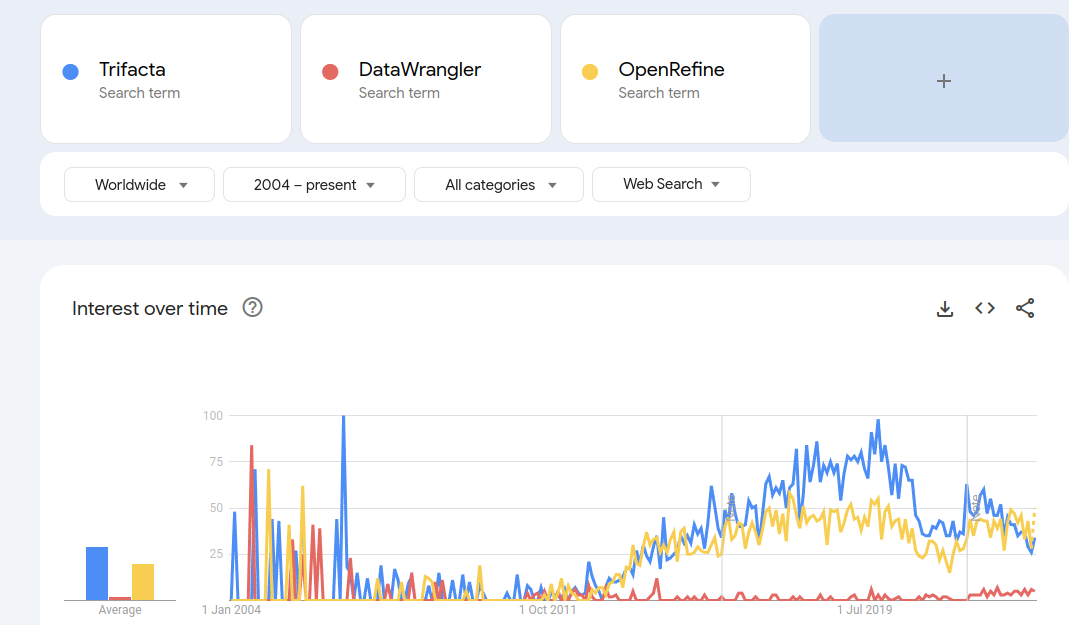 Trifacta
Search term
DataWrangler
Search term
OpenRefine
Search term
+
Worldwide
2004 – present
All categories
Web Search
Interest over time ?
100
75
50
25
Note
Note
Average
1 Jan 2004
1 Oct 2011
1 Jul 2019